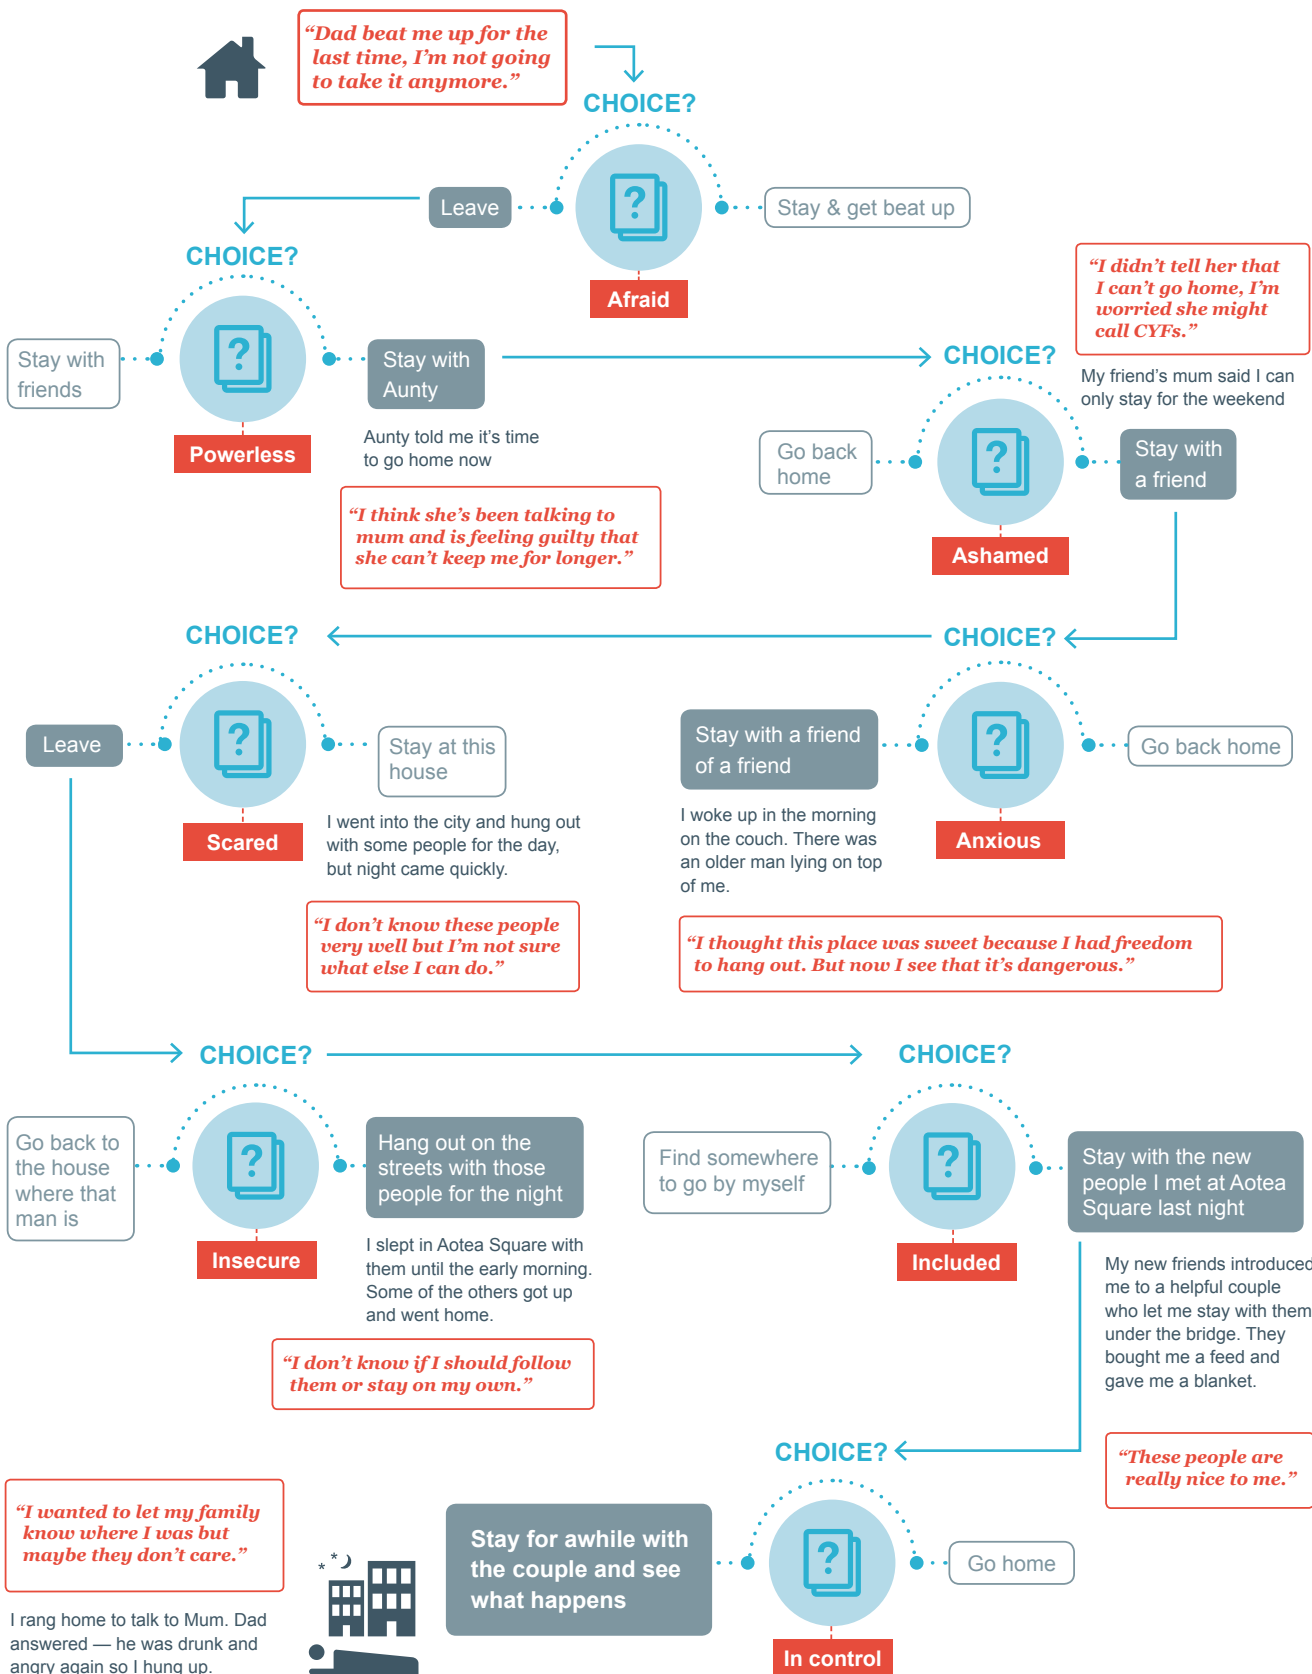 “Dad beat me up for the
last time, I’m not going
to take it anymore.”
CHOICE?
?
Leave
Stay & get beat up
Afraid
CHOICE?
?
Stay with
friends
Stay with
Aunty
Powerless
Aunty told me it’s time
to go home now
“I think she’s been talking to
mum and is feeling guilty that
she can’t keep me for longer.”
“I didn’t tell her that
I can’t go home, I’m
worried she might
call CYFs.”
CHOICE?
?
My friend’s mum said I can
only stay for the weekend
Go back
home
Stay with
a friend
Ashamed
CHOICE?
?
Stay with a friend
of a friend
Go back home
Anxious
I woke up in the morning
on the couch. There was
an older man lying on top
of me.
“I thought this place was sweet because I had freedom
to hang out. But now I see that it’s dangerous.”
CHOICE?
?
Leave
Stay at this
house
Scared
I went into the city and hung out
with some people for the day,
but night came quickly.
“I don’t know these people
very well but I’m not sure
what else I can do.”
CHOICE?
?
Go back to
the house
where that
man is
Hang out on the
streets with those
people for the night
Insecure
I slept in Aotea Square with
them until the early morning.
Some of the others got up
and went home.
“I don’t know if I should follow
them or stay on my own.”
CHOICE?
?
Find somewhere
to go by myself
Stay with the new
people I met at Aotea
Square last night
Included
My new friends introduced
me to a helpful couple
who let me stay with them
under the bridge. They
bought me a feed and
gave me a blanket.
“These people are
really nice to me.”
CHOICE?
?
Stay for awhile with
the couple and see
what happens
Go home
In control
“I wanted to let my family
know where I was but
maybe they don’t care.”
I rang home to talk to Mum. Dad
answered — he was drunk and
angry again so I hung up.